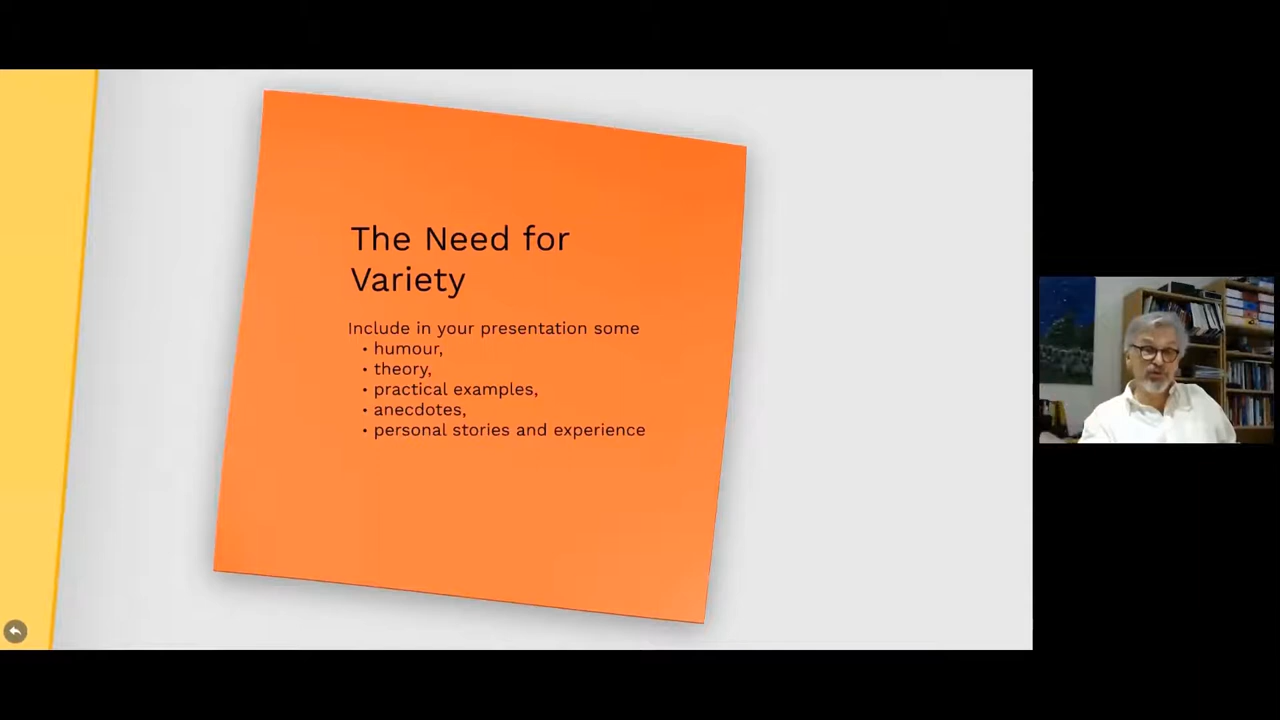 The Need for
Variety
Include in your presentation some
• humour,
• theory,
• practical examples,
• anecdotes,
• personal stories and experience